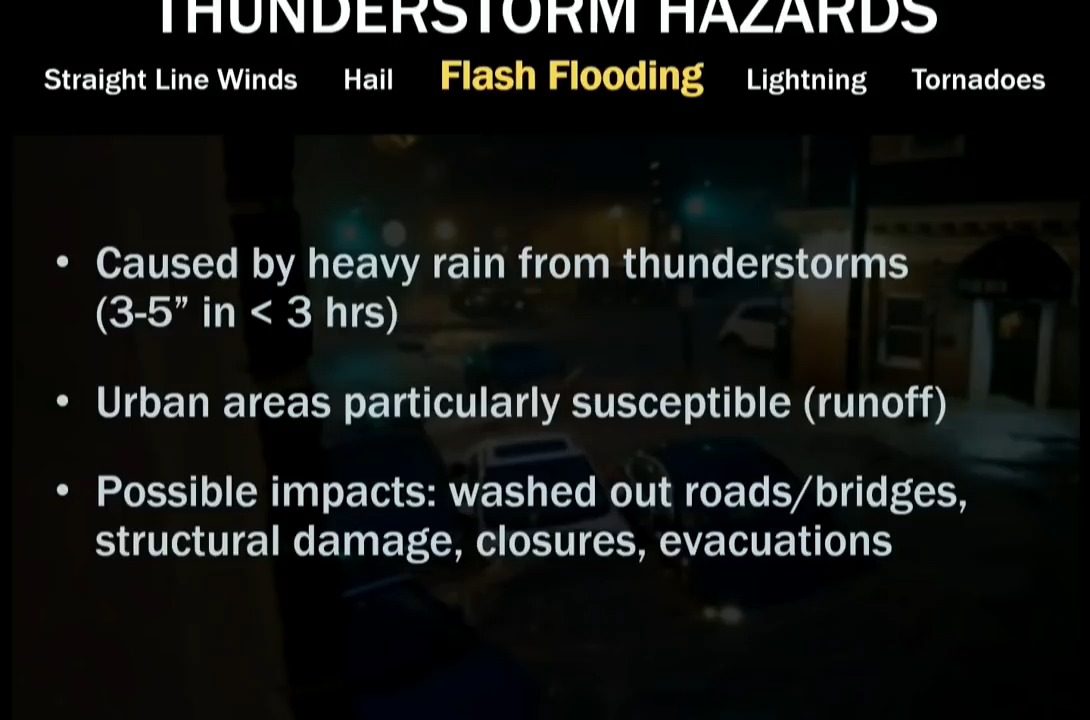 THUNDERSTORM HAZARDS
Straight Line Winds Hail Flash Flooding Lightning Tornadoes
• Caused by heavy rain from thunderstorms
(3-5” in < 3 hrs)
• Urban areas particularly susceptible (runoff)
• Possible impacts: washed out roads/bridges,
structural damage, closures, evacuations